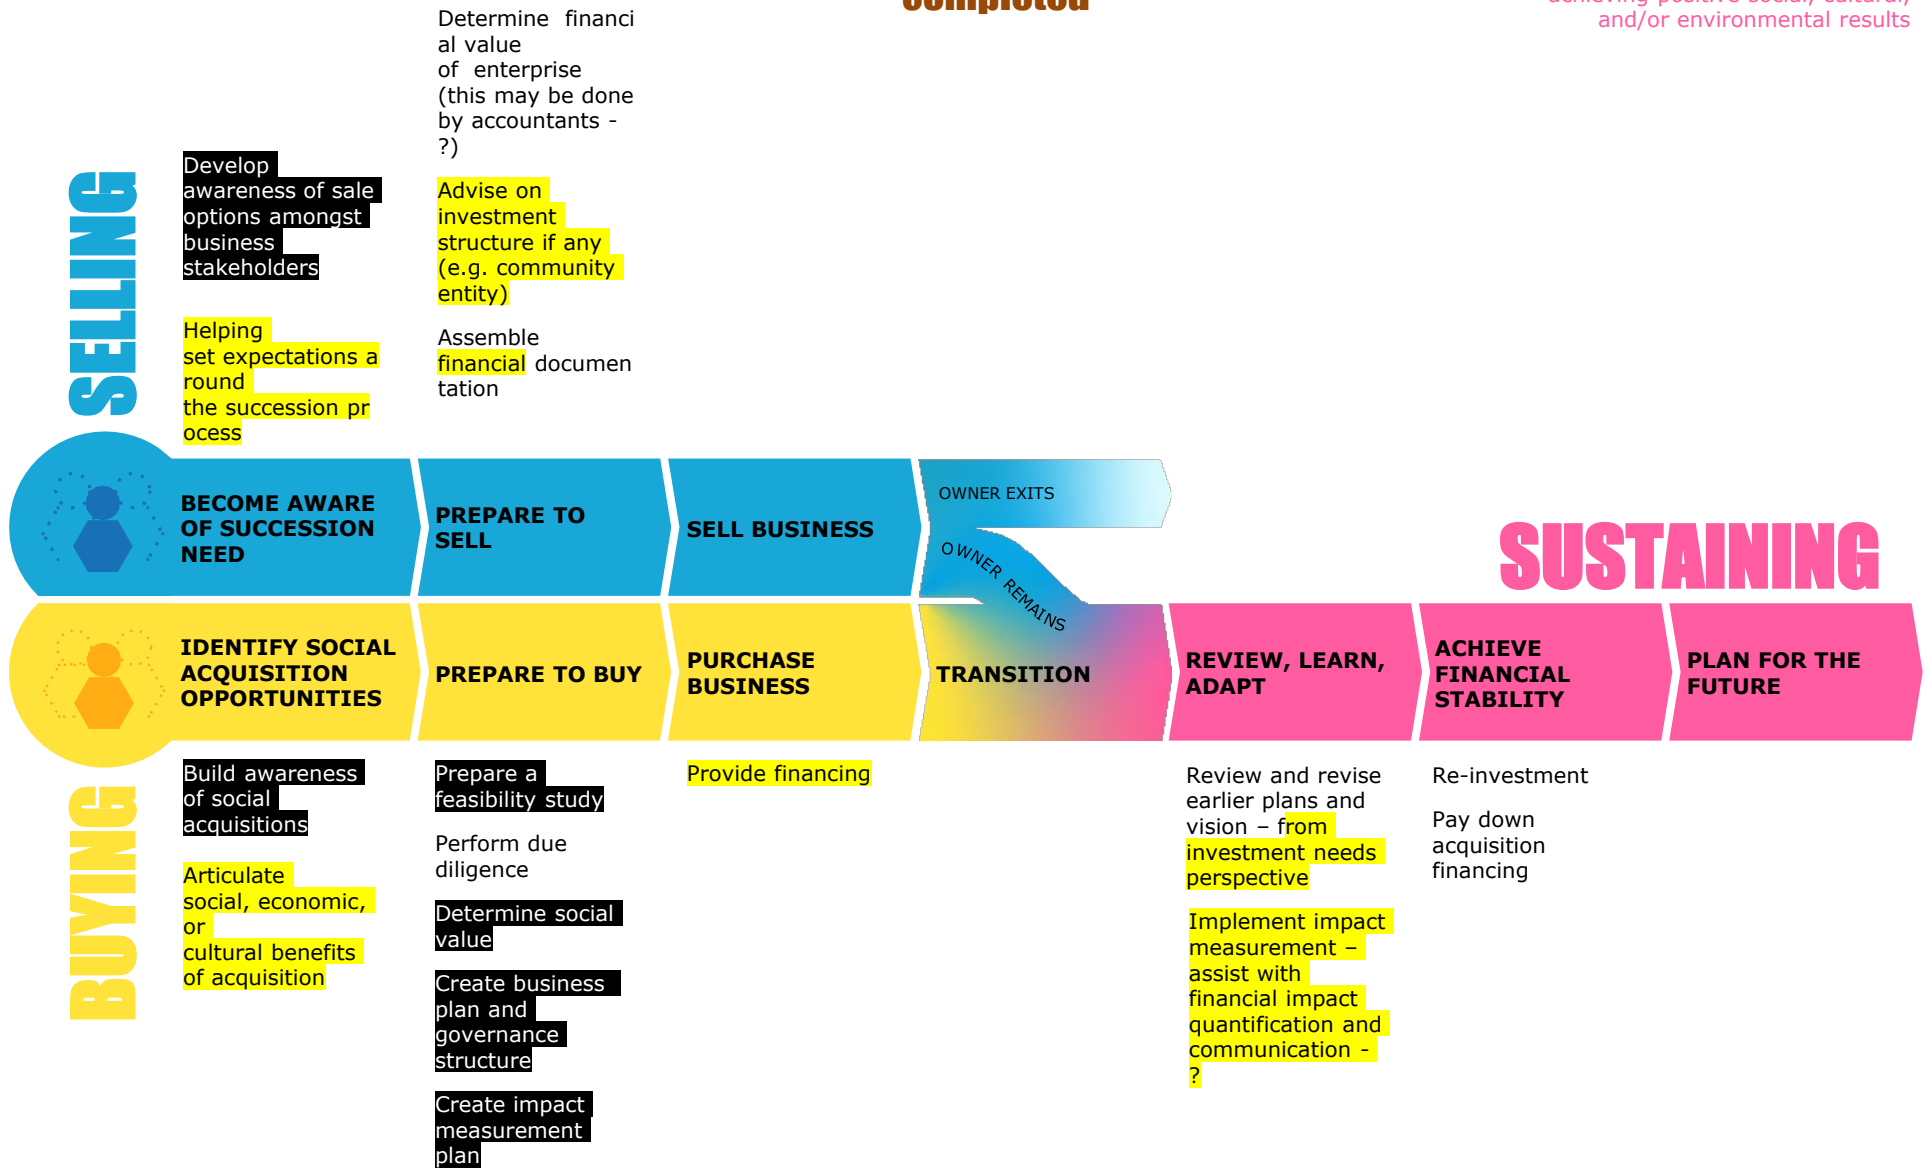 completed
achieving positive social, cultural,
and/or environmental results
Determine  financi
al value
of  enterprise
(this may be done
by accountants -
?)
Advise on
investment
structure if any
(e.g. community
entity)
Assemble
financial documen
tation
SELLING
Develop
awareness of sale
options amongst
business
stakeholders
Helping
set expectations a
round
the succession pr
ocess
BECOME AWARE
OF SUCCESSION
NEED
PREPARE TO
SELL
SELL BUSINESS
OWNER EXITS
OWNER REMAINS
SUSTAINING
IDENTIFY SOCIAL
ACQUISITION
OPPORTUNITIES
PREPARE TO BUY
PURCHASE
BUSINESS
TRANSITION
REVIEW, LEARN,
ADAPT
ACHIEVE
FINANCIAL
STABILITY
PLAN FOR THE
FUTURE
BUYING
Build awareness
of social
acquisitions
Articulate
social, economic,
or
cultural benefits
of acquisition
Prepare a
feasibility study
Perform due
diligence
Determine social
value
Create business
plan and
governance
structure
Create impact
measurement
plan
Provide financing
Review and revise
earlier plans and
vision – from
investment needs
perspective
Implement impact
measurement –
assist with
financial impact
quantification and
communication -
?
Re-investment
Pay down
acquisition
financing